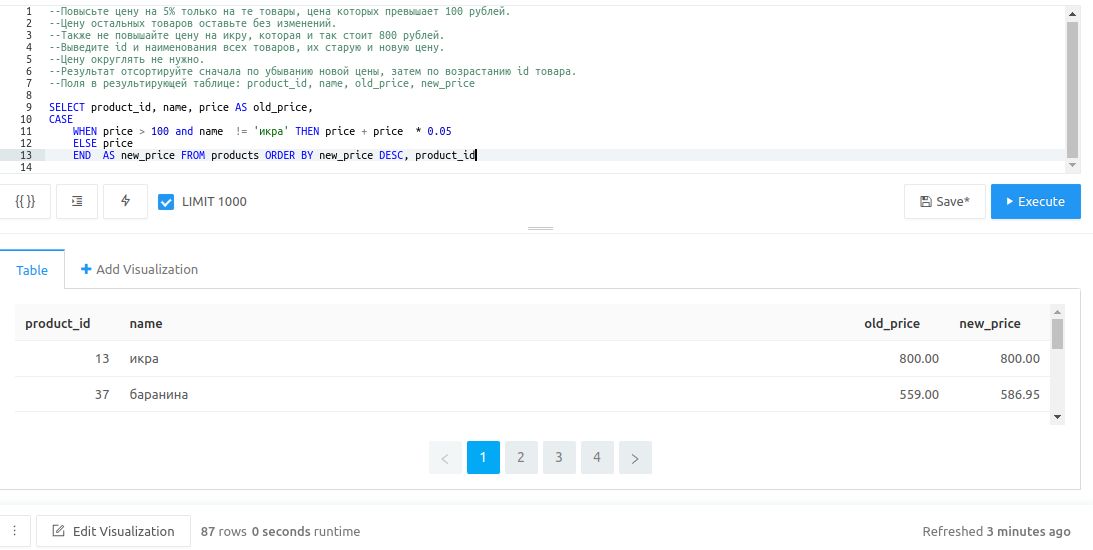 1 --Повысьте цену на 5% только на те товары, цена которых превышает 100 рублей.
2 --Цену остальных товаров оставьте без изменений.
3 --Также не повышайте цену на икру, которая и так стоит 800 рублей.
4 --Выведите id и наименования всех товаров, их старую и новую цену.
5 --Цену округлять не нужно.
6 --Результат отсортируйте сначала по убыванию новой цены, затем по возрастанию id товара.
7 --Поля в результирующей таблице: product_id, name, old_price, new_price
8
9 SELECT product_id, name, price AS old_price,
10 CASE
11 WHEN price > 100 and name != 'икра' THEN price + price * 0.05
12 ELSE price
13 END AS new_price FROM products ORDER BY new_price DESC, product_id
14
{{ }} LIMIT 1000 Save* Execute
Table + Add Visualization
product_id name old_price new_price
13 икра 800.00 800.00
37 баранина 559.00 586.95
< 1 2 3 4 >
Edit Visualization 87 rows 0 seconds runtime Refreshed 3 minutes ago